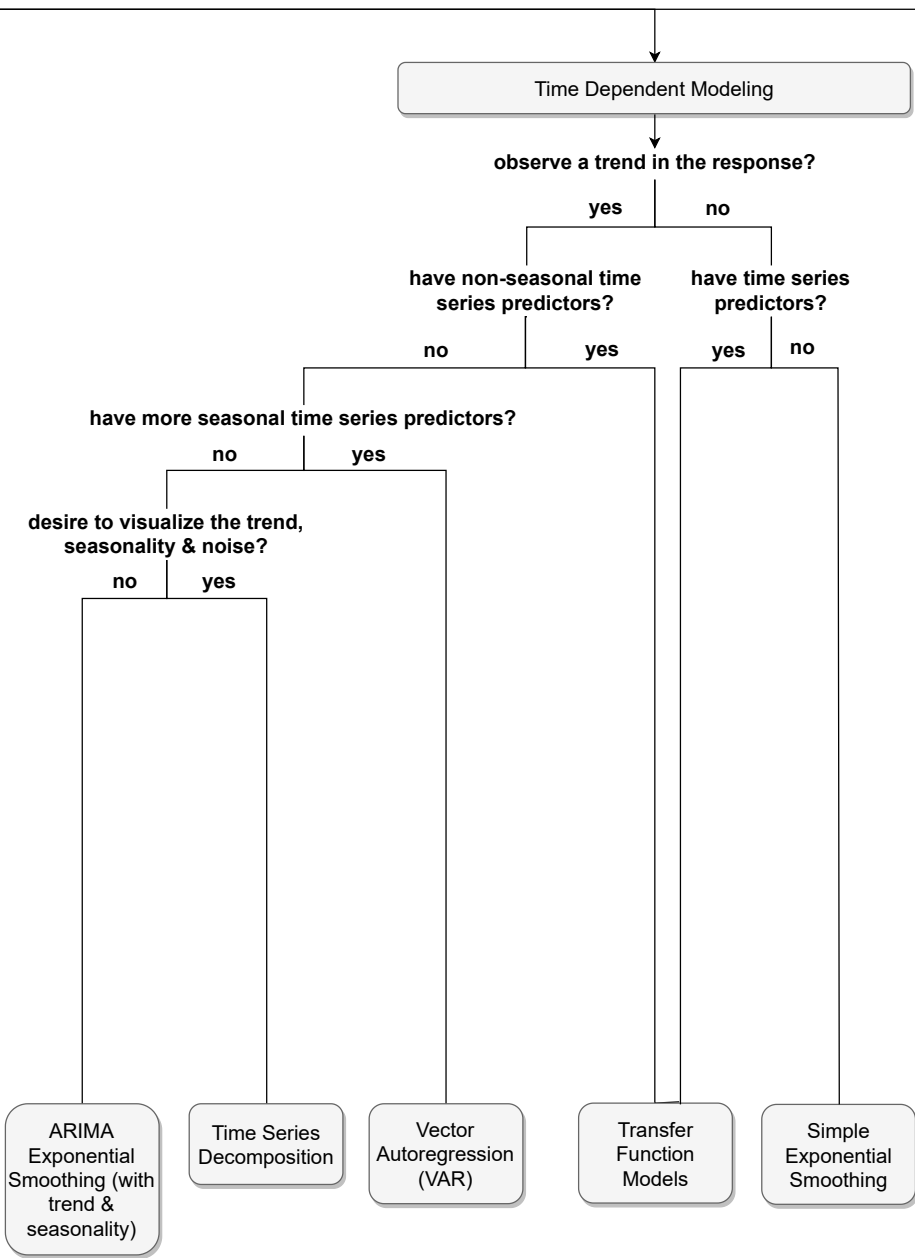 Time Dependent Modeling
observe a trend in the response?
yes
no
have non-seasonal time
series predictors?
have time series
predictors?
no
yes
yes
no
have more seasonal time series predictors?
no
yes
desire to visualize the trend,
seasonality & noise?
no
yes
ARIMA
Exponential
Smoothing (with
trend &
seasonality)
Time Series
Decomposition
Vector
Autoregression
(VAR)
Transfer
Function
Models
Simple
Exponential
Smoothing